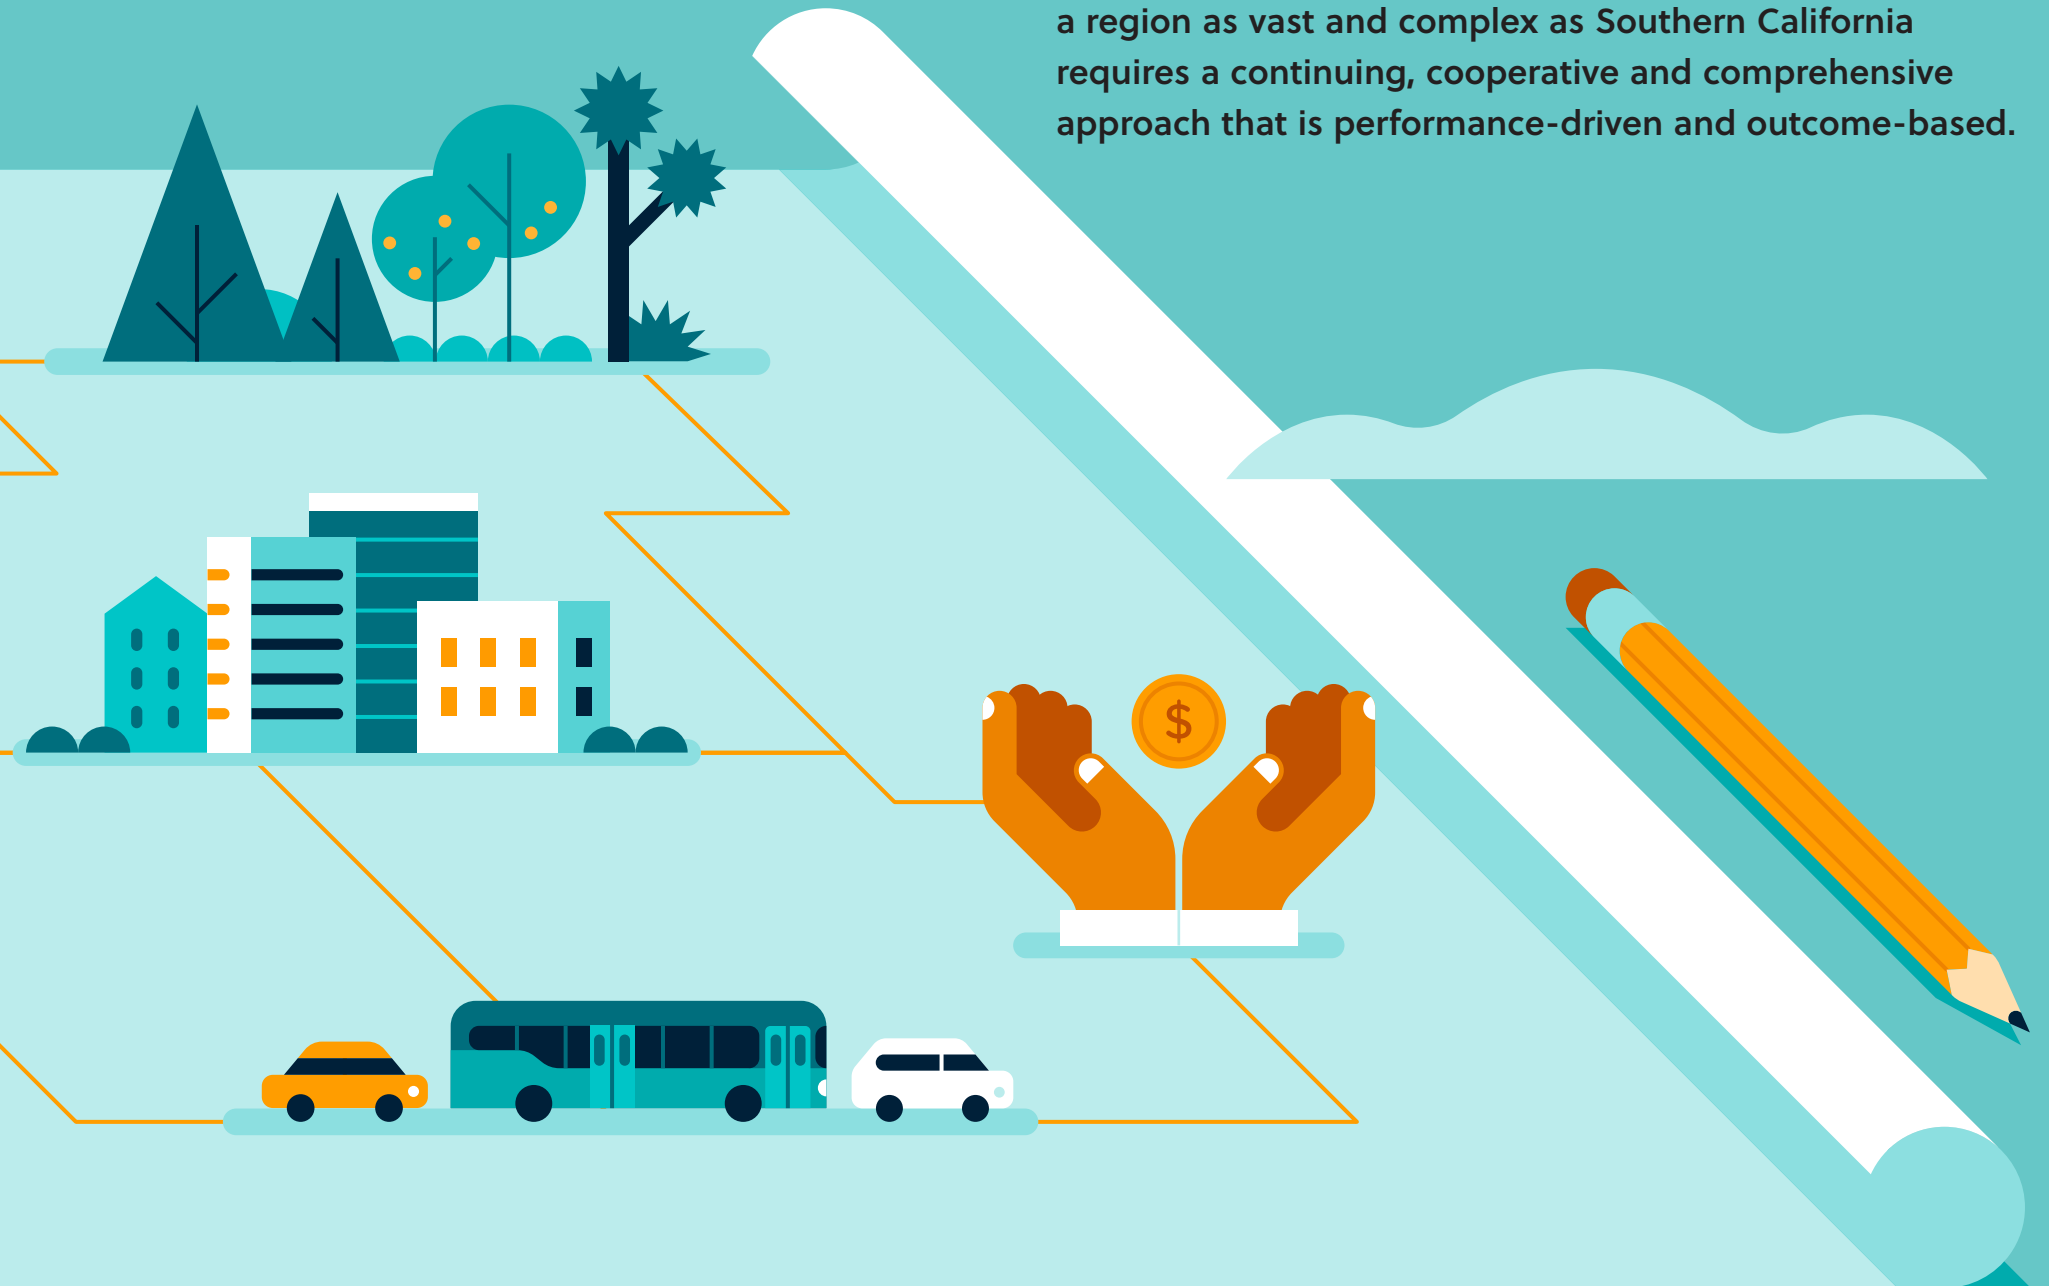 a region as vast and complex as Southern California
requires a continuing, cooperative and comprehensive
approach that is performance-driven and outcome-based.
$